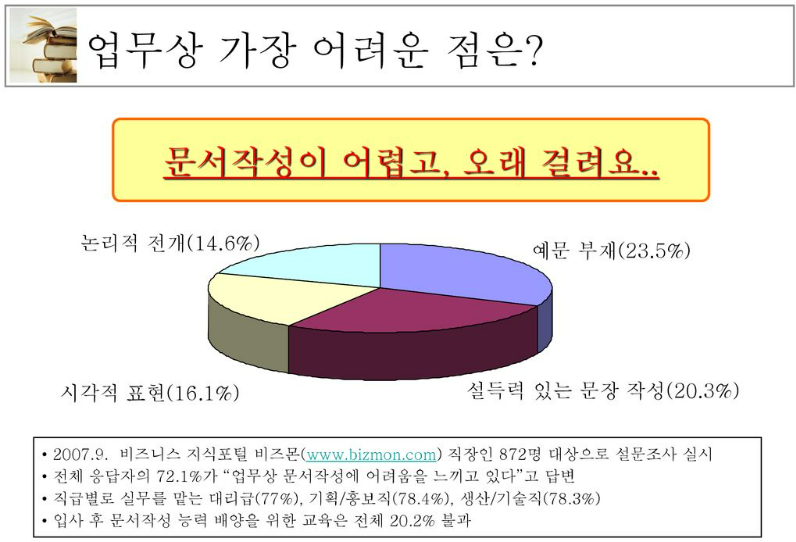 업무상 가장 어려운 점은?
문서작성이 어렵고, 오래 걸려요..
논리적 전개(14.6%)
예문 부재(23.5%)
시각적 표현(16.1%)
설득력 있는 문장 작성(20.3%)
• 2007.9. 비즈니스 지식포털 비즈몬(www.bizmon.com) 직장인 872명 대상으로 설문조사 실시
• 전체 응답자의 72.1%가 “업무상 문서작성에 어려움을 느끼고 있다”고 답변
• 직급별로 실무를 맡는 대리급(77%), 기획/홍보직(78.4%), 생산/기술직(78.3%)
• 입사 후 문서작성 능력 배양을 위한 교육은 전체 20.2% 불과